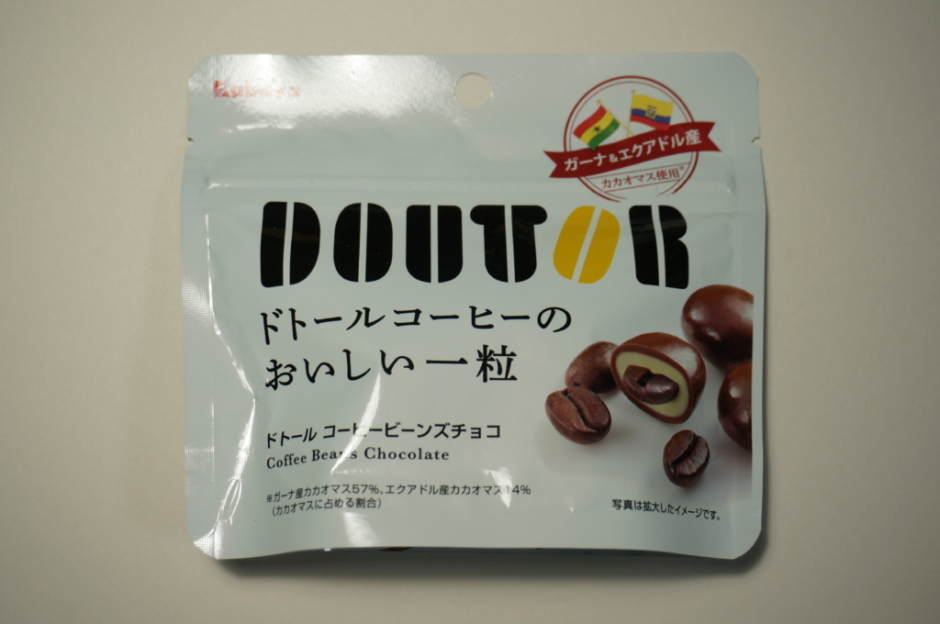 Kabaya
ガーナ&エクアドル産
カカオマス使用※
DOUTOR
ドトールコーヒーの
おいしい一粒
ドトール コーヒービーンズチョコ
Coffee Beans Chocolate
※ガーナ産カカオマス57%、エクアドル産カカオマス14%
(カカオマスに占める割合)
写真は拡大したイメージです。